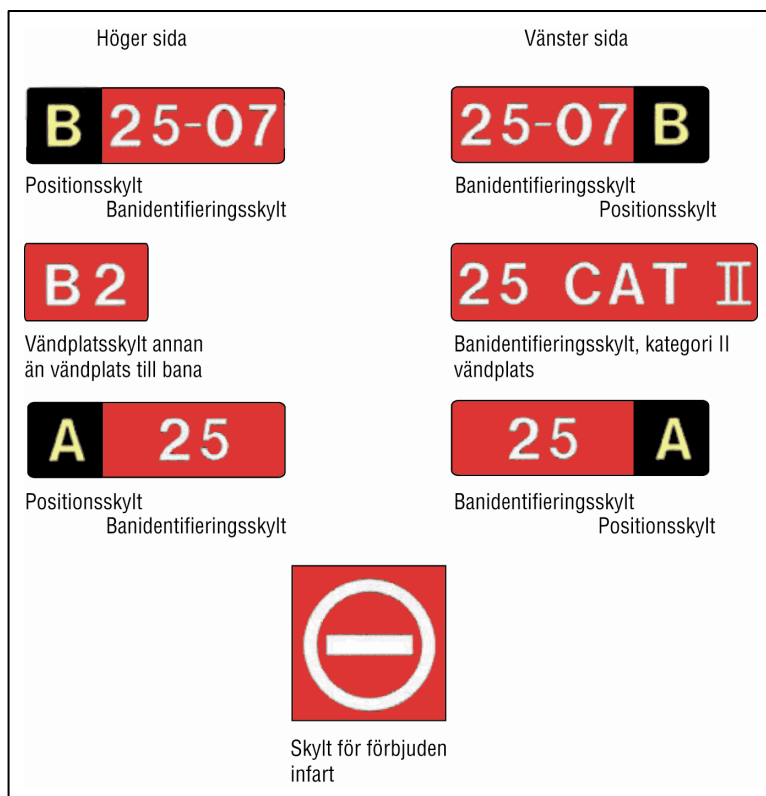 Höger sida
Vänster sida
B 25-07
25-07 B
Positionsskylt
Banidentifieringsskylt
Banidentifieringsskylt
Positionsskylt
B2
25 CAT II
Vändplatsskylt annan
än vändplats till bana
Banidentifieringsskylt, kategori II
vändplats
A 25
25 A
Positionsskylt
Banidentifieringsskylt
Banidentifieringsskylt
Positionsskylt
Skylt för förbjuden
infart